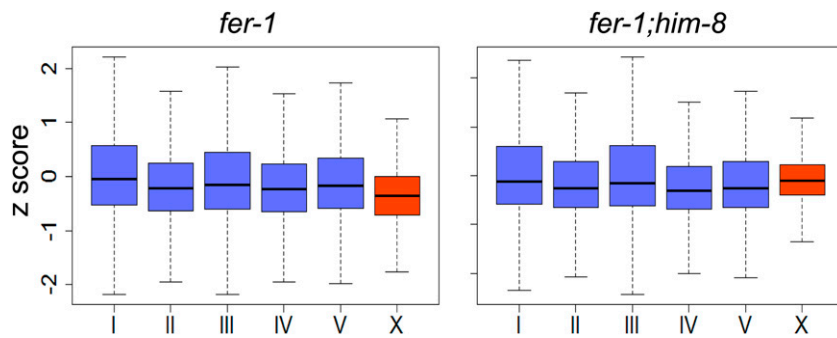 fer-1
fer-1;him-8
z score
2
1
0
-1
-2
I II III IV V X
I II III IV V X